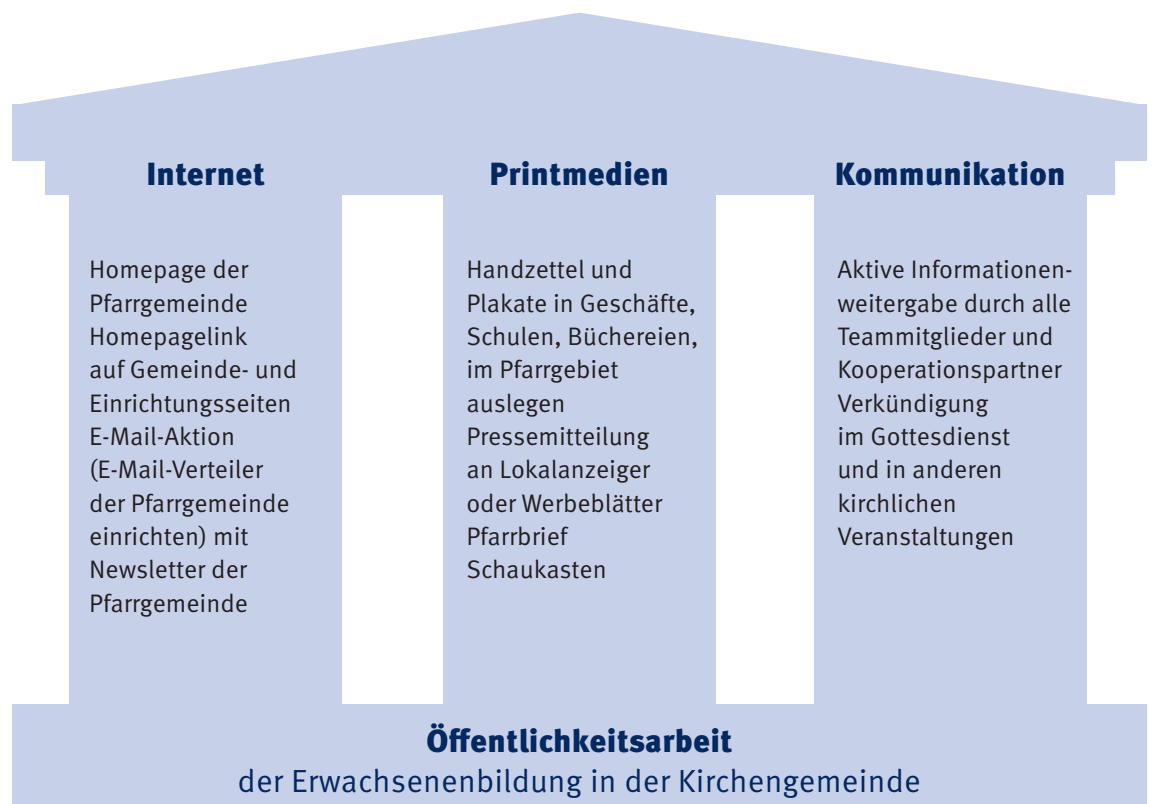 Internet
Homepage der
Pfarrgemeinde
Homepagelink
auf Gemeinde- und
Einrichtungsseiten
E-Mail-Aktion
(E-Mail-Verteiler
der Pfarrgemeinde
einrichten) mit
Newsletter der
Pfarrgemeinde
Printmedien
Handzettel und
Plakate in Geschäfte,
Schulen, Büchereien,
im Pfarrgebiet
auslegen
Pressemitteilung
an Lokalanzeiger
oder Werbeblätter
Pfarrbrief
Schaukasten
Kommunikation
Aktive Informationen-
weitergabe durch alle
Teammitglieder und
Kooperationspartner
Verkündigung
im Gottesdienst
und in anderen
kirchlichen
Veranstaltungen
Öffentlichkeitsarbeit
der Erwachsenenbildung in der Kirchengemeinde